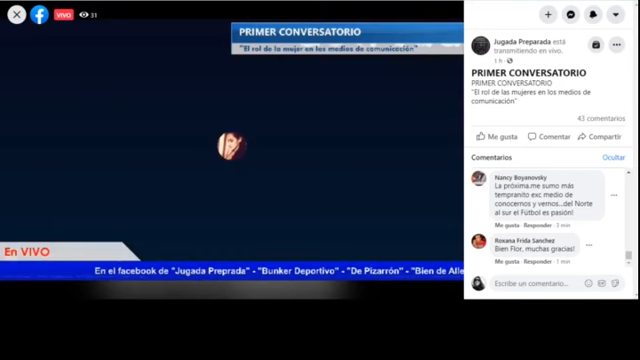 VIVO
31
PRIMER CONVERSATORIO
"El rol de la mujer en los medios de comunicación"
En VIVO
En el facebook de "Jugada Preprada" - "Bunker Deportivo" - "De Pizarrón" - "Bien de Alle
Jugada Preparada está
transmitiendo en vivo.
1 h ·
PRIMER CONVERSATORIO
PRIMER CONVERSATORIO
"El rol de las mujeres en los medios de
comunicación"
43 comentarios
Me gusta
Comentar
Compartir
Comentarios
Ocultar
Nancy Boyanovsky
La próxima.me sumo más
tempranito exc medio de
conocernos y vernos...del Norte
al sur el Fútbol es pasión!
Me gusta · Responder · 3 min
Roxana Frida Sanchez
Bien Flor, muchas gracias!
Me gusta · Responder · 1 min
Escribe un comentario...